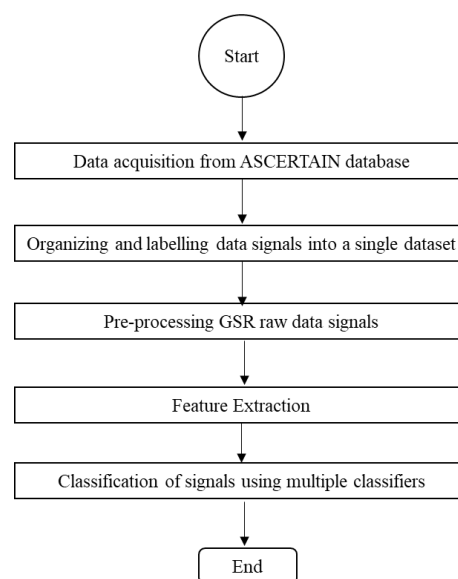 Start
Data acquisition from ASCERTAIN database
Organizing and labelling data signals into a single dataset
Pre-processing GSR raw data signals
Feature Extraction
Classification of signals using multiple classifiers
End